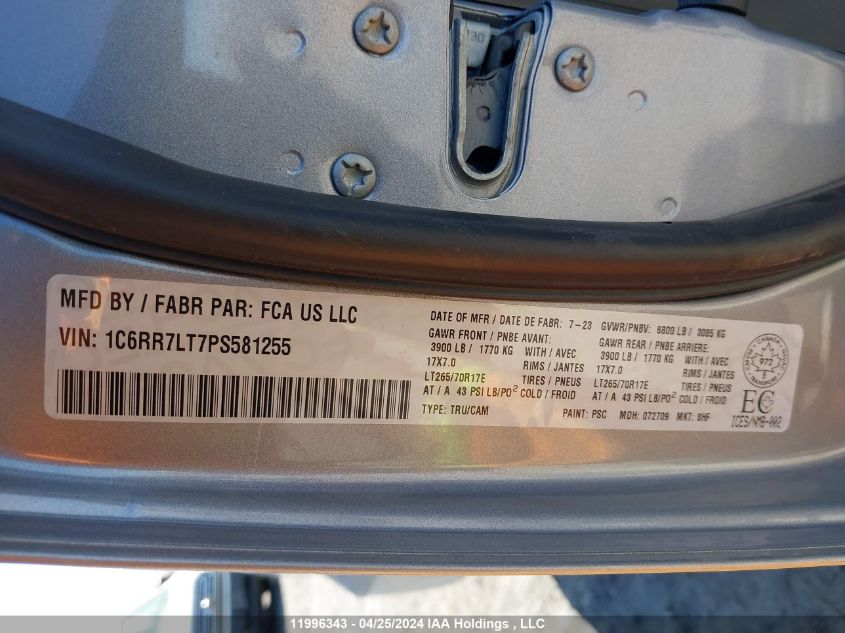 130
MFD BY / FABR PAR: FCA US LLC
VIN: 1C6RR7LT7PS581255
DATE OF MFR / DATE DE FABR: 7-23 GVWR/PNBV: 6800 LB / 3085 KG
GAWR FRONT / PNBE AVANT: GAWR REAR / PNBE ARRIERE:
3900 LB / 1770 KG WITH / AVEC 3900 LB / 1770 KG WITH / AVEC
17X7.0 RIMS / JANTES 17X7.0 RIMS / JANTES
LT265/70R17E TIRES / PNEUS LT265/70R17E TIRES / PNEUS
AT / A 43 PSI LB/PO² COLD / FROID AT / A 43 PSI LB/PO² COLD / FROID
TYPE: TRU/CAM PAINT: PSC MDH: 072709 MKT: 8HF
CANADA
972
TRANSPORT
EC
ICES/NMB-002
11996343 - 04/25/2024 IAA Holdings , LLC